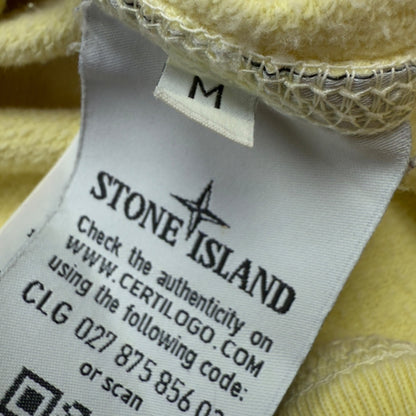 M
STONE ISLAND
Check the authenticity on
WWW.CERTILOGO.COM
using the following code:
CLG 027 875 856 02
or scan